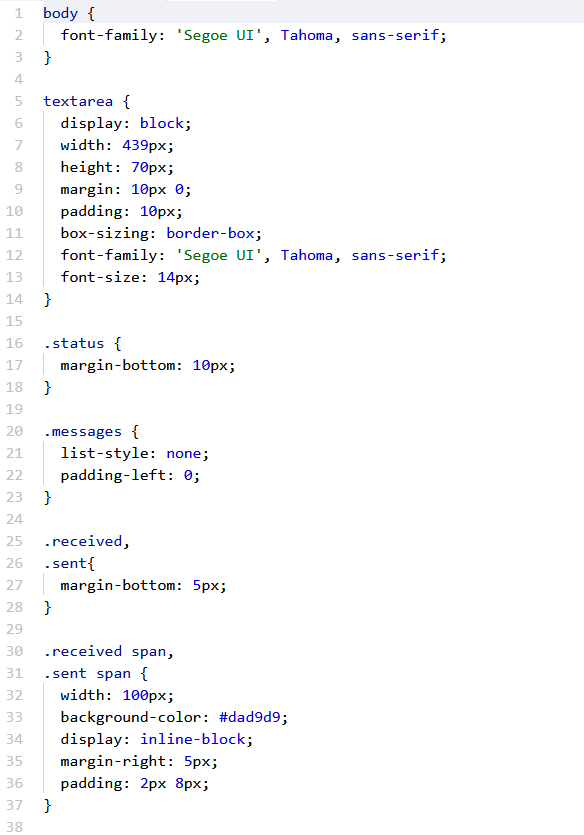 1 body {
2   font-family: 'Segoe UI', Tahoma, sans-serif;
3 }
4
5 textarea {
6   display: block;
7   width: 439px;
8   height: 70px;
9   margin: 10px 0;
10   padding: 10px;
11   box-sizing: border-box;
12   font-family: 'Segoe UI', Tahoma, sans-serif;
13   font-size: 14px;
14 }
15
16 .status {
17   margin-bottom: 10px;
18 }
19
20 .messages {
21   list-style: none;
22   padding-left: 0;
23 }
24
25 .received,
26 .sent{
27   margin-bottom: 5px;
28 }
29
30 .received span,
31 .sent span {
32   width: 100px;
33   background-color: #dad9d9;
34   display: inline-block;
35   margin-right: 5px;
36   padding: 2px 8px;
37 }
38